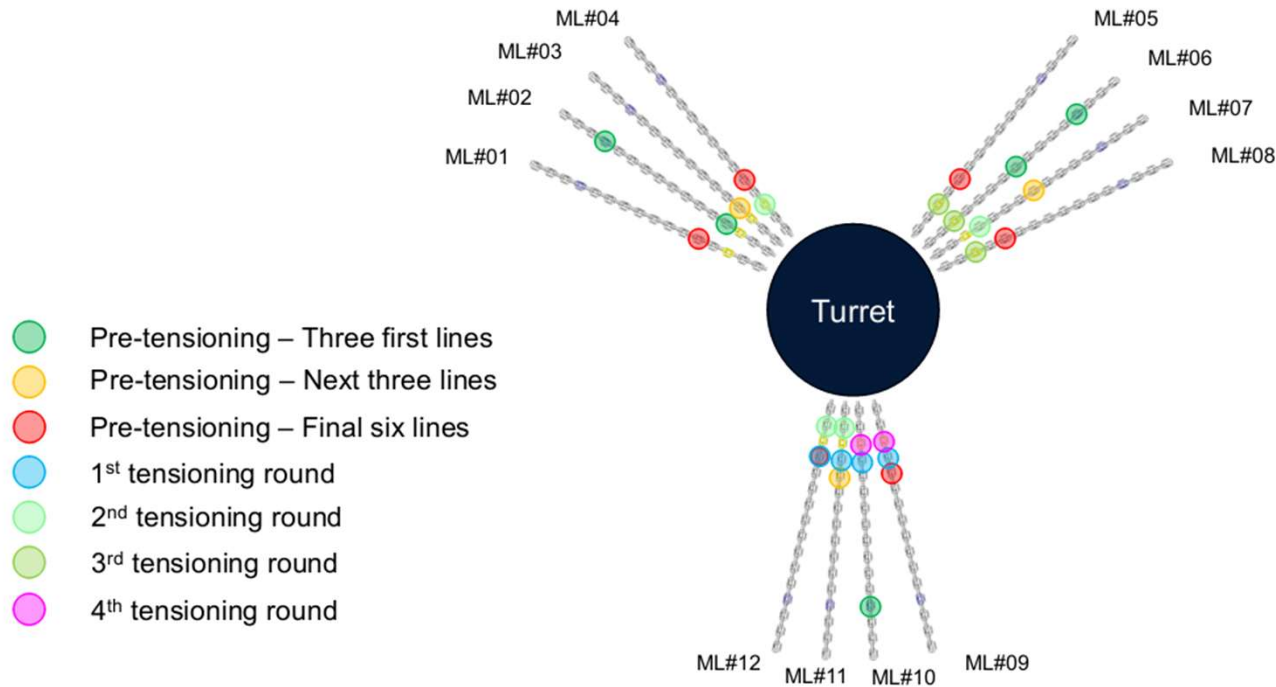 ML#04
ML#05
ML#03
ML#06
ML#02
ML#07
ML#01
ML#08
Turret
Pre-tensioning – Three first lines
Pre-tensioning – Next three lines
Pre-tensioning – Final six lines
1st tensioning round
2nd tensioning round
3rd tensioning round
4th tensioning round
ML#12
ML#11
ML#10
ML#09